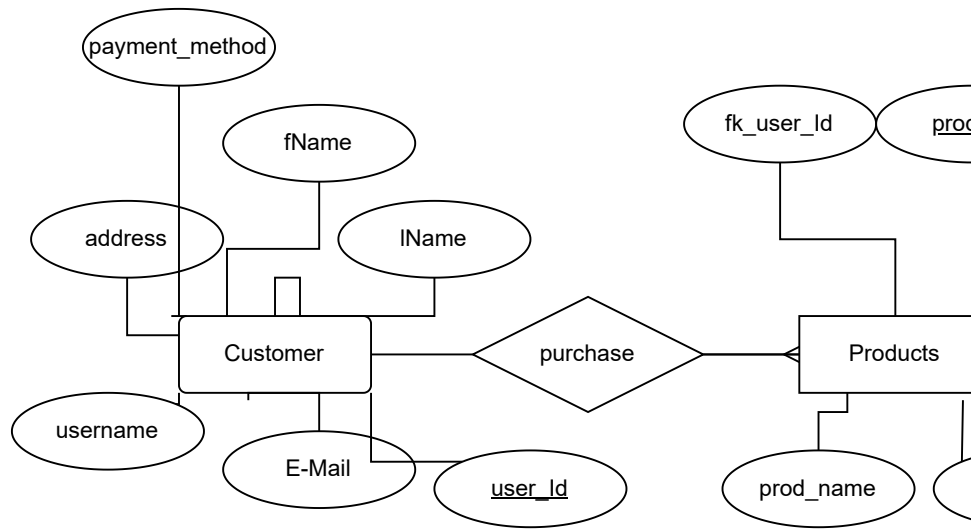 payment_method
fName
fk_user_Id
address
lName
Customer
purchase
Products
username
E-Mail
user_Id
prod_name